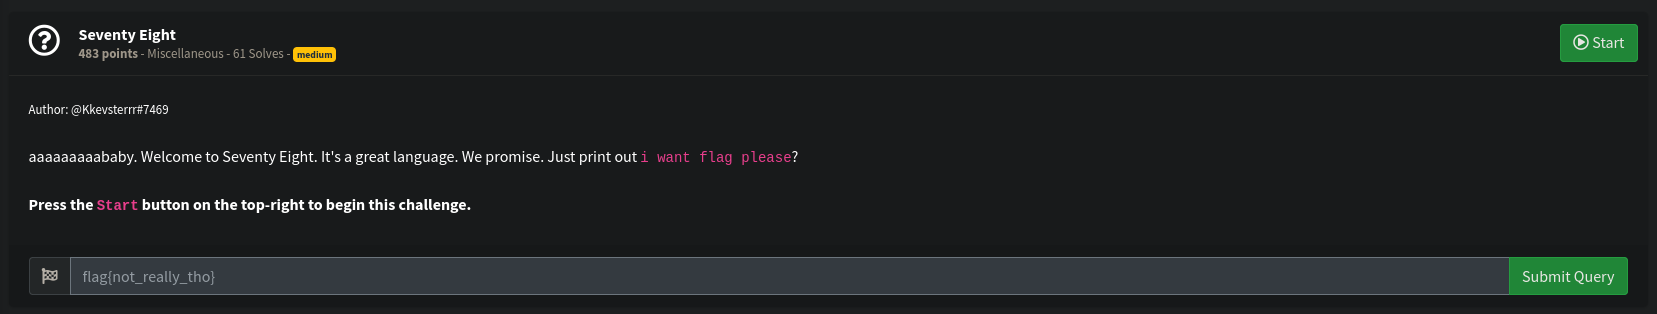 Seventy Eight
483 points - Miscellaneous - 61 Solves - medium
Start
Author: @Kkevsterrr#7469
aaaaaaaaababy. Welcome to Seventy Eight. It's a great language. We promise. Just print out i want flag please?
Press the Start button on the top-right to begin this challenge.
flag{not_really_tho}
Submit Query